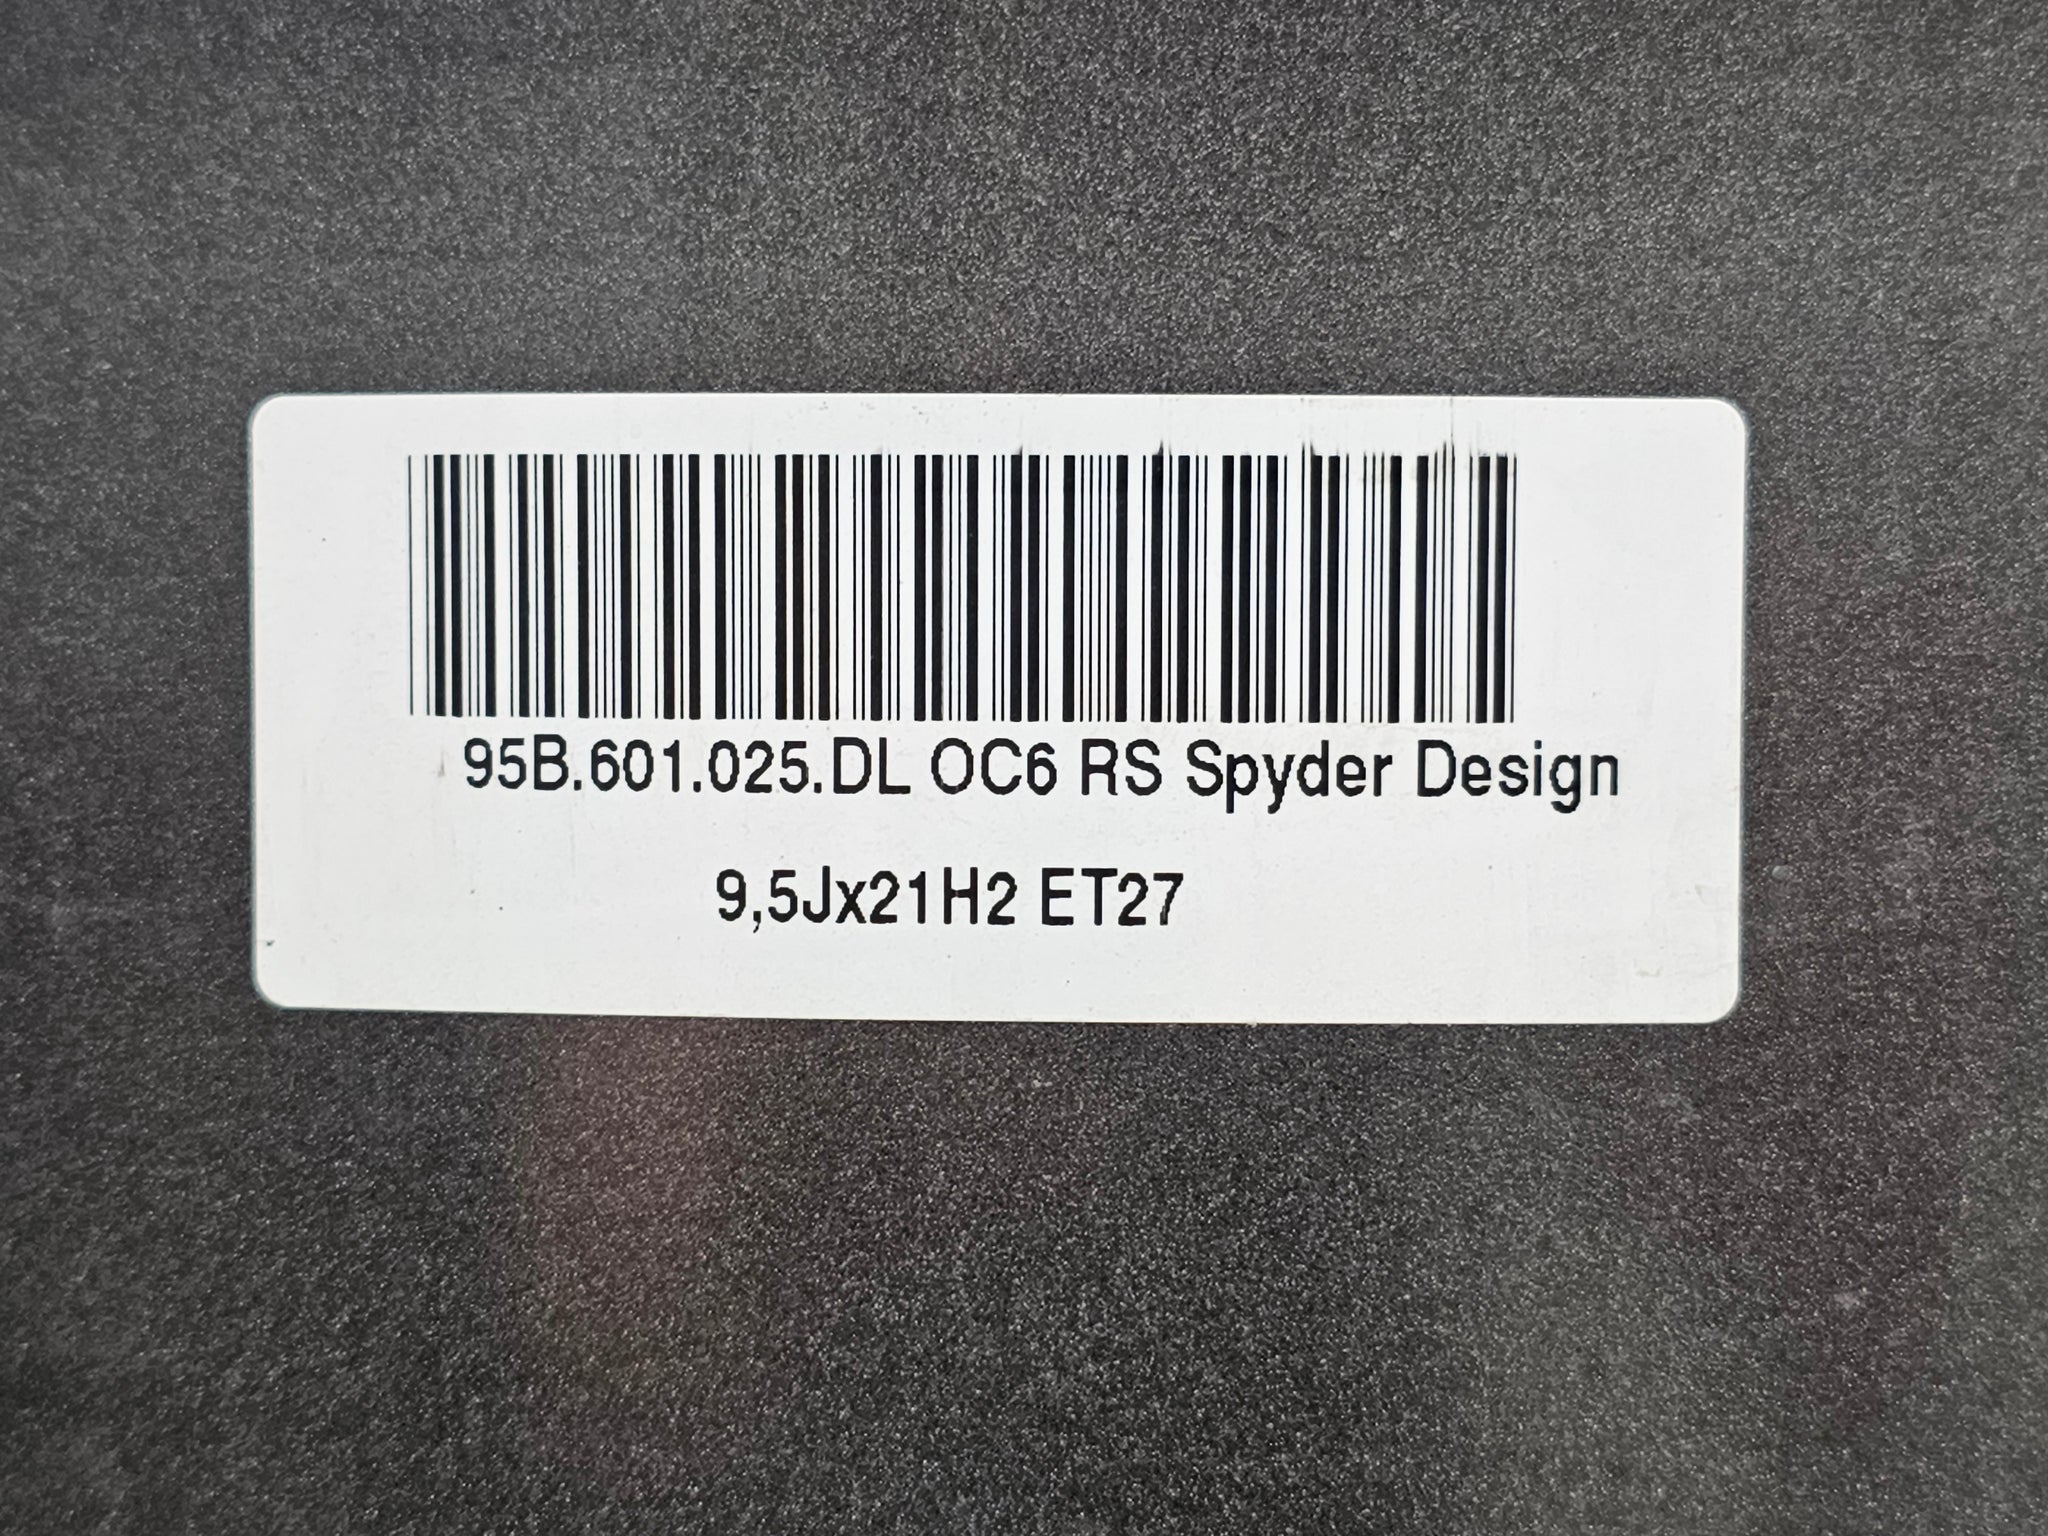 95B.601.025.DL OC6 RS Spyder Design
9,5Jx21H2 ET27